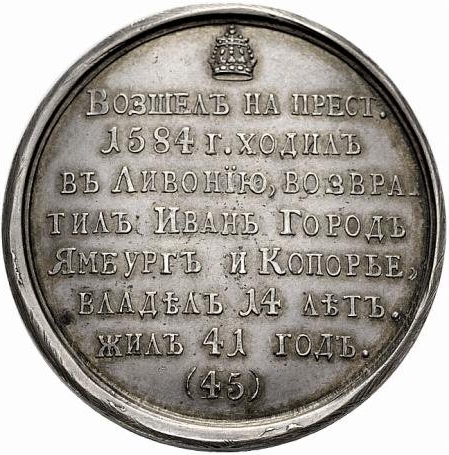 ВОЗШЕЛЪ НА ПРЕСТ.
1584 Г. ХОДИЛЪ
ВЪ ЛИВОНІЮ, ВОЗВРА
ТИЛЪ ИВАНЬ ГОРОДЪ
ЯМБУРГЪ И КОПОРЬЕ,
ВЛАДѢЛЪ 14 ЛѢТЪ.
ЖИЛЪ 41 ГОДЪ.
(45)